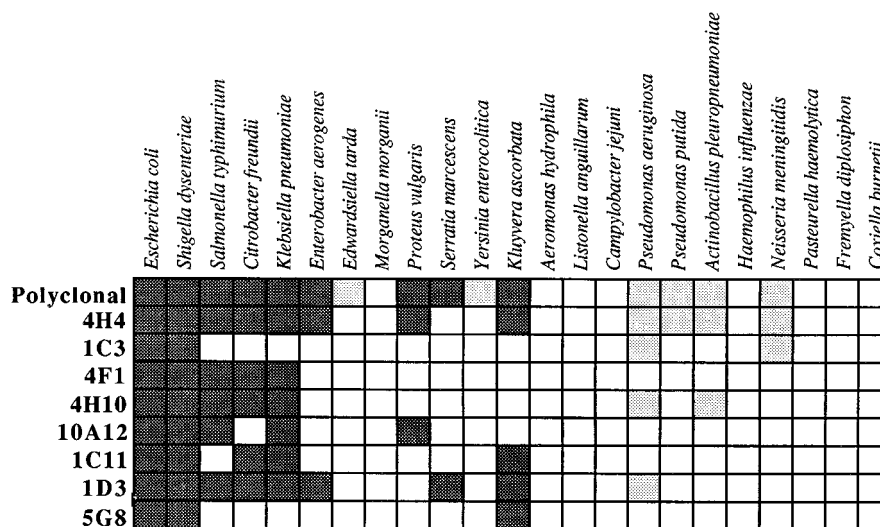 Escherichia coli
Shigella dysenteriae
Salmonella typhimurium
Citrobacter freundii
Klebsiella pneumoniae
Enterobacter aerogenes
Edwardsiella tarda
Morganella morganii
Proteus vulgaris
Serratia marcescens
Yersinia enterocolitica
Kluyvera ascorbata
Aeromonas hydrophila
Listonella anguillarum
Campylobacter jejuni
Pseudomonas aeruginosa
Pseudomonas putida
Actinobacillus pleuropneumoniae
Haemophilus influenzae
Neisseria meningitidis
Pasteurella haemolytica
Fremyella diplosiphon
Coxiella burnetii
Polyclonal
4H4
1C3
4F1
4H10
10A12
1C11
1D3
5G8